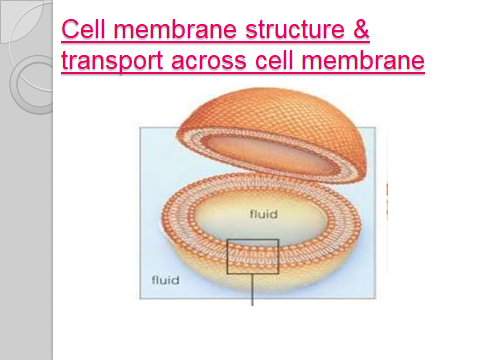 Cell membrane structure &
transport across cell membrane
fluid
fluid